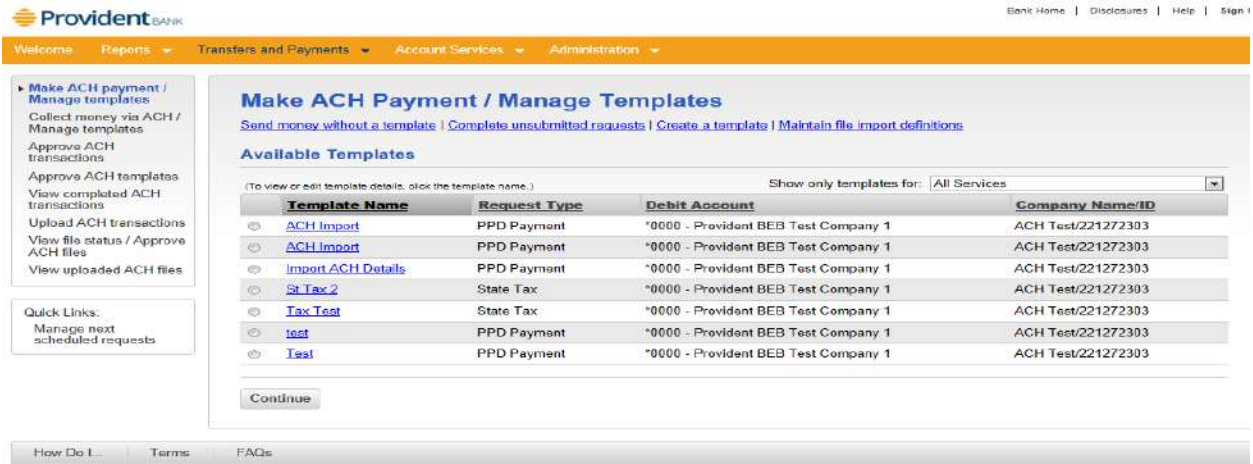 Provident BANK
Bank Home | Disclosures | Help | Sign
Welcome Reports Transfers and Payments Account Services Administration
Make ACH payment /
Manage templates
Collect money via ACH /
Manage templates
Approve ACH
transactions
Approve ACH templates
View completed ACH
transactions
Upload ACH transactions
View file status / Approve
ACH files
View uploaded ACH files
Quick Links:
Manage next
scheduled requests
Make ACH Payment / Manage Templates
Send money without a template | Complete unsubmitted requests | Create a template | Maintain file import definitions
Available Templates
(To view or edit template details, click the template name.) Show only templates for: All Services
Template Name Request Type Debit Account Company Name/ID
ACH Import PPD Payment *0000 - Provident BEB Test Company 1 ACH Test/221272303
ACH Import PPD Payment *0000 - Provident BEB Test Company 1 ACH Test/221272303
Import ACH Details PPD Payment *0000 - Provident BEB Test Company 1 ACH Test/221272303
St Tax 2 State Tax *0000 - Provident BEB Test Company 1 ACH Test/221272303
Tax Test State Tax *0000 - Provident BEB Test Company 1 ACH Test/221272303
test PPD Payment *0000 - Provident BEB Test Company 1 ACH Test/221272303
Test PPD Payment *0000 - Provident BEB Test Company 1 ACH Test/221272303
Continue
How Do I... Terms FAQs